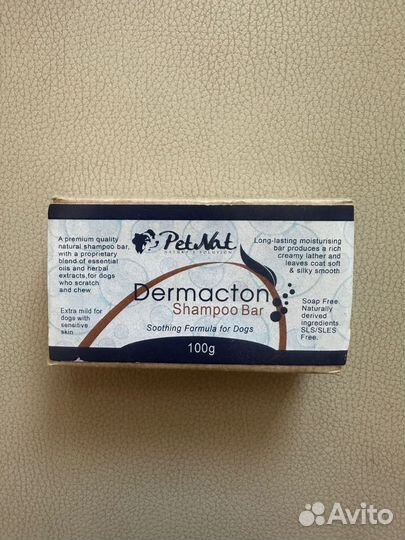 PetNat
NATURE'S SOLUTION
A premium quality
natural shampoo bar,
with a proprietary
blend of essential
oils and herbal
extracts,for dogs
who scratch
and chew
Extra mild for
dogs with
sensitive
skin
Long-lasting moisturising
bar produces a rich
creamy lather and
leaves coat soft
& silky smooth
Dermacton
Shampoo Bar
Soothing Formula for Dogs
100g
Soap Free.
Naturally
derived
ingredients.
SLS/SLES
Free.
Avito